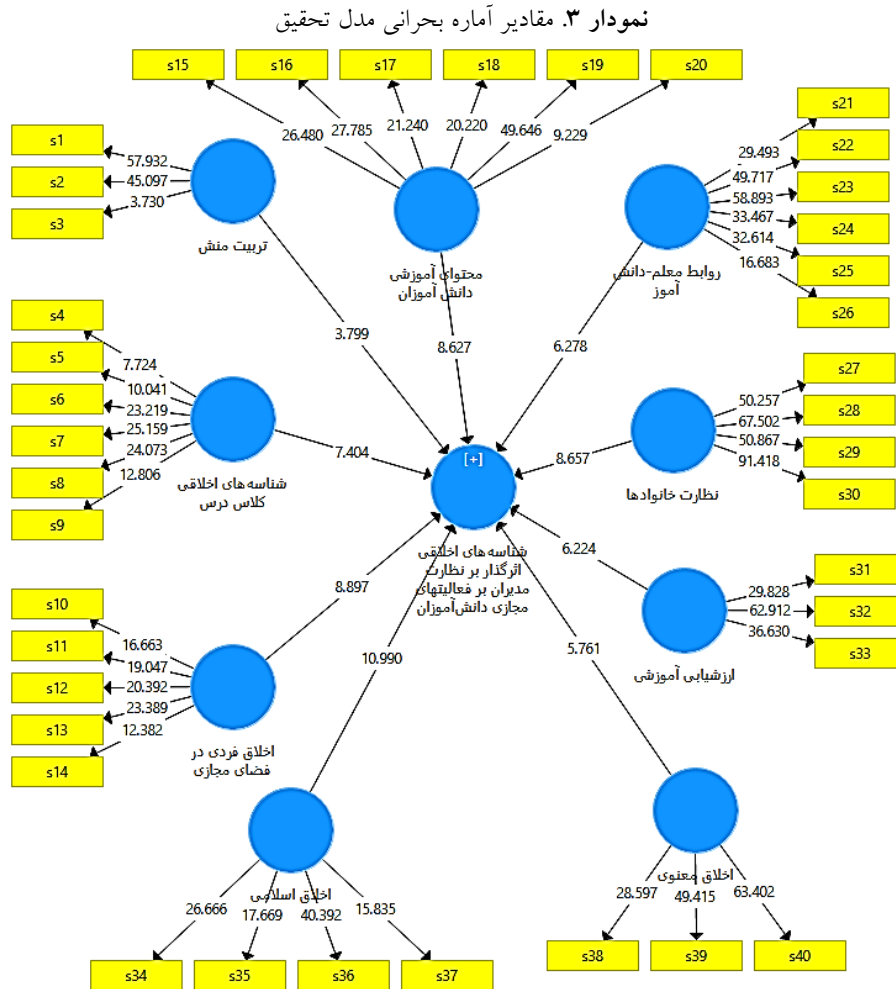 نمودار ۳. مقادیر آماره بحرانی مدل تحقیق
s15 s16 s17 s18 s19 s20
26.480 27.785 21.240 20.220 49.646 9.229
s1
s2
s3
57.932
45.097
3.730
تربیت منش
محتوای آموزشی
دانش آموزان
s21
s22
s23
s24
s25
s26
29.493
49.717
58.893
33.467
32.614
16.683
روابط معلم-دانش
آموز
3.799
8.627
6.278
s4
s5
s6
s7
s8
s9
7.724
10.041
23.219
25.159
24.073
12.806
شناسه‌های اخلاقی
کلاس درس
7.404
[+]
شناسه‌های اخلاقی
اثرگذار بر نظارت
مدیران بر فعالیتهای
مجازی دانش‌آموزان
8.657
s27
s28
s29
s30
50.257
67.502
50.867
91.418
نظارت خانوادها
6.224
s31
s32
s33
29.828
62.912
36.630
ارزشیابی آموزشی
s10
s11
s12
s13
s14
16.663
19.047
20.392
23.389
12.382
اخلاق فردی در
فضای مجازی
8.897
10.990
5.761
اخلاق اسلامی
26.666 17.669 40.392 15.835
s34 s35 s36 s37
اخلاق معنوی
28.597 49.415 63.402
s38 s39 s40